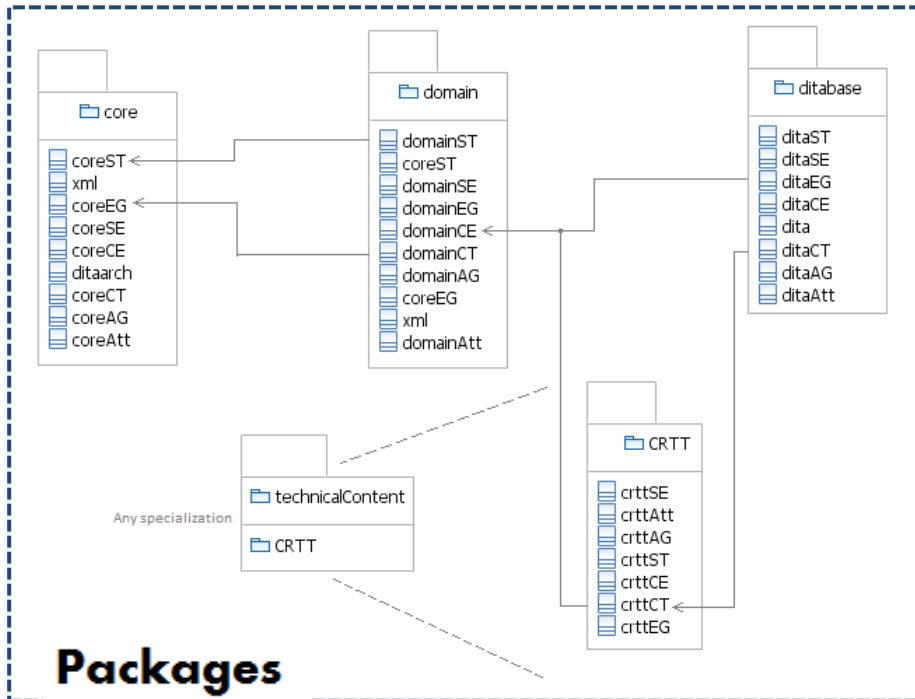 core
coreST
xml
coreEG
coreSE
coreCE
ditaarch
coreCT
coreAG
coreAtt
domain
domainST
coreST
domainSE
domainEG
domainCE
domainCT
domainAG
coreEG
xml
domainAtt
ditabase
ditaST
ditaSE
ditaEG
ditaCE
dita
ditaCT
ditaAG
ditaAtt
Any specialization
technicalContent
CRTT
CRTT
crttSE
crttAtt
crttAG
crttST
crttCE
crttCT
crttEG
Packages